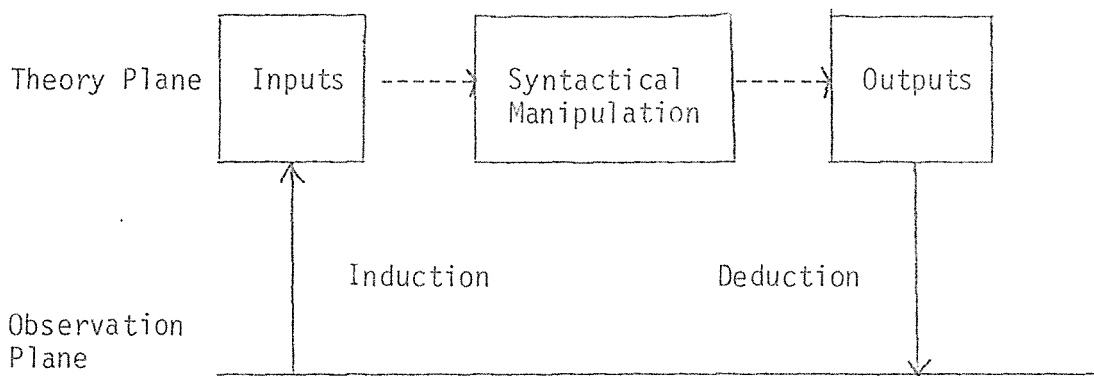 Theory Plane
Inputs
Syntactical
Manipulation
Outputs
Induction
Deduction
Observation
Plane